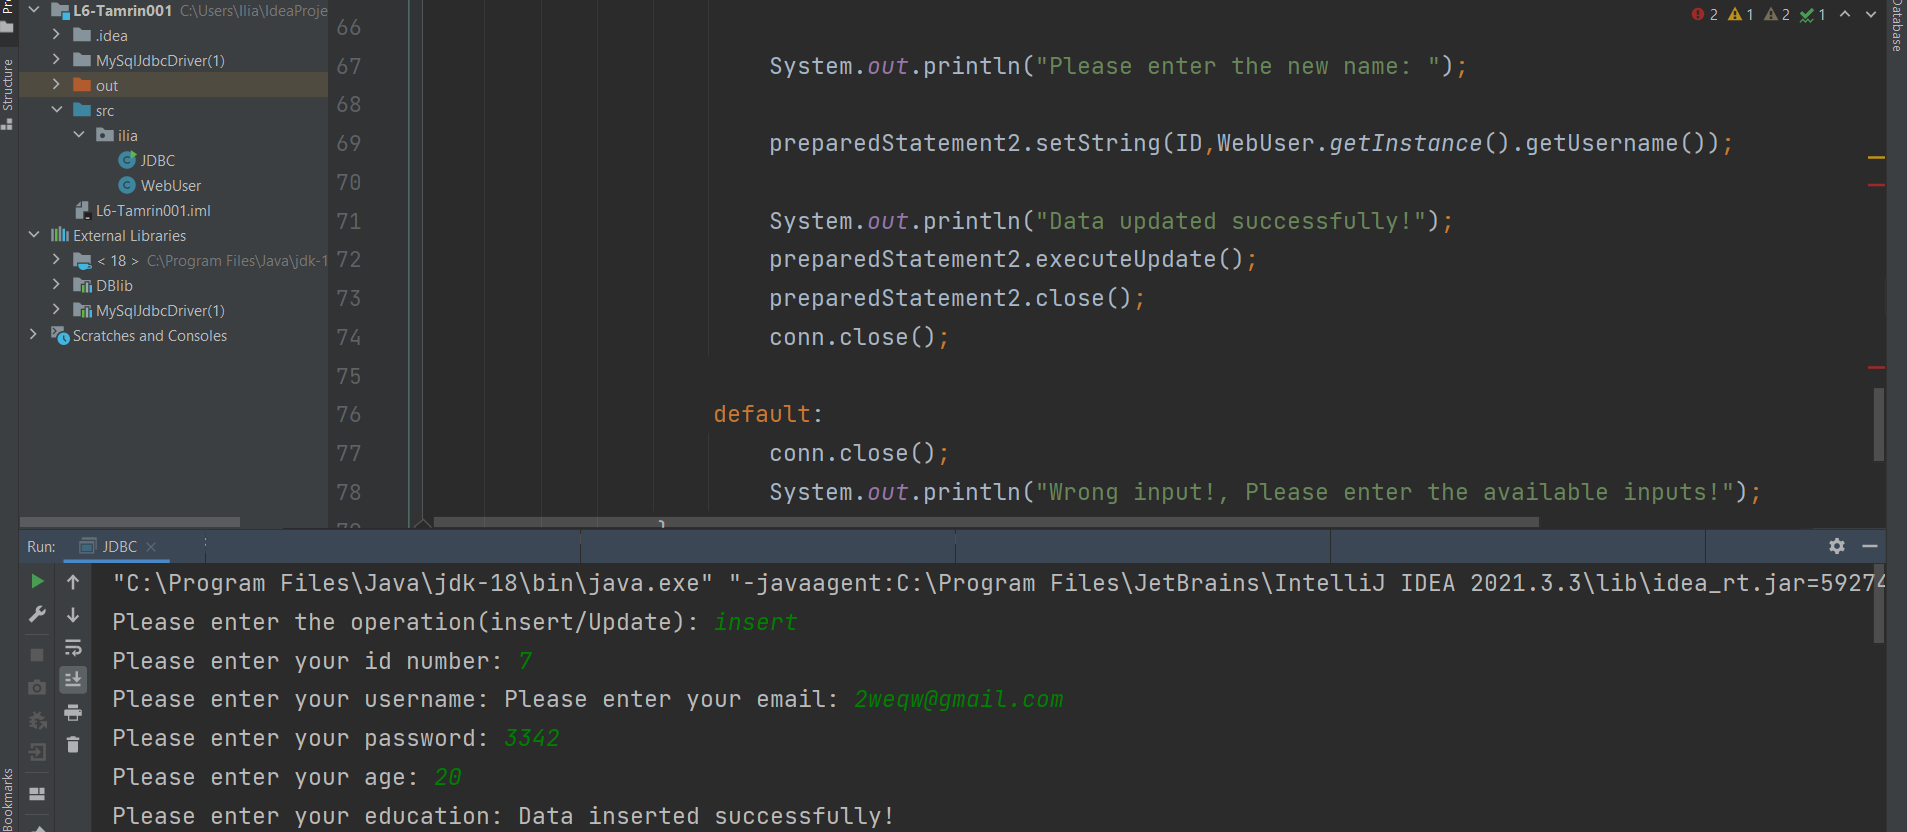 L6-Tamrin001 C:\Users\Ilia\IdeaProje
.idea
MySqlJdbcDriver(1)
out
src
ilia
JDBC
WebUser
L6-Tamrin001.iml
External Libraries
< 18 > C:\Program Files\Java\jdk-1
DBlib
MySqlJdbcDriver(1)
Scratches and Consoles
Structure
Bookmarks
2 1 2 1
Database
66
67 System.out.println("Please enter the new name: ");
68
69 preparedStatement2.setString(ID,WebUser.getInstance().getUsername());
70
71 System.out.println("Data updated successfully!");
72 preparedStatement2.executeUpdate();
73 preparedStatement2.close();
74 conn.close();
75
76 default:
77 conn.close();
78 System.out.println("Wrong input!, Please enter the available inputs!");
}
Run: JDBC
"C:\Program Files\Java\jdk-18\bin\java.exe" "-javaagent:C:\Program Files\JetBrains\IntelliJ IDEA 2021.3.3\lib\idea_rt.jar=59274
Please enter the operation(insert/Update): insert
Please enter your id number: 7
Please enter your username: Please enter your email: 2weqw@gmail.com
Please enter your password: 3342
Please enter your age: 20
Please enter your education: Data inserted successfully!